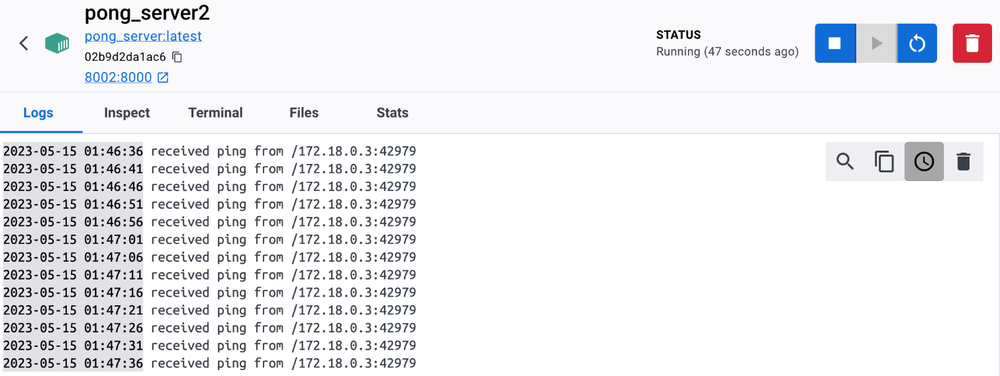 pong_server2
pong_server:latest
02b9d2da1ac6
8002:8000
STATUS
Running (47 seconds ago)
Logs Inspect Terminal Files Stats
2023-05-15 01:46:36 received ping from /172.18.0.3:42979
2023-05-15 01:46:41 received ping from /172.18.0.3:42979
2023-05-15 01:46:46 received ping from /172.18.0.3:42979
2023-05-15 01:46:51 received ping from /172.18.0.3:42979
2023-05-15 01:46:56 received ping from /172.18.0.3:42979
2023-05-15 01:47:01 received ping from /172.18.0.3:42979
2023-05-15 01:47:06 received ping from /172.18.0.3:42979
2023-05-15 01:47:11 received ping from /172.18.0.3:42979
2023-05-15 01:47:16 received ping from /172.18.0.3:42979
2023-05-15 01:47:21 received ping from /172.18.0.3:42979
2023-05-15 01:47:26 received ping from /172.18.0.3:42979
2023-05-15 01:47:31 received ping from /172.18.0.3:42979
2023-05-15 01:47:36 received ping from /172.18.0.3:42979